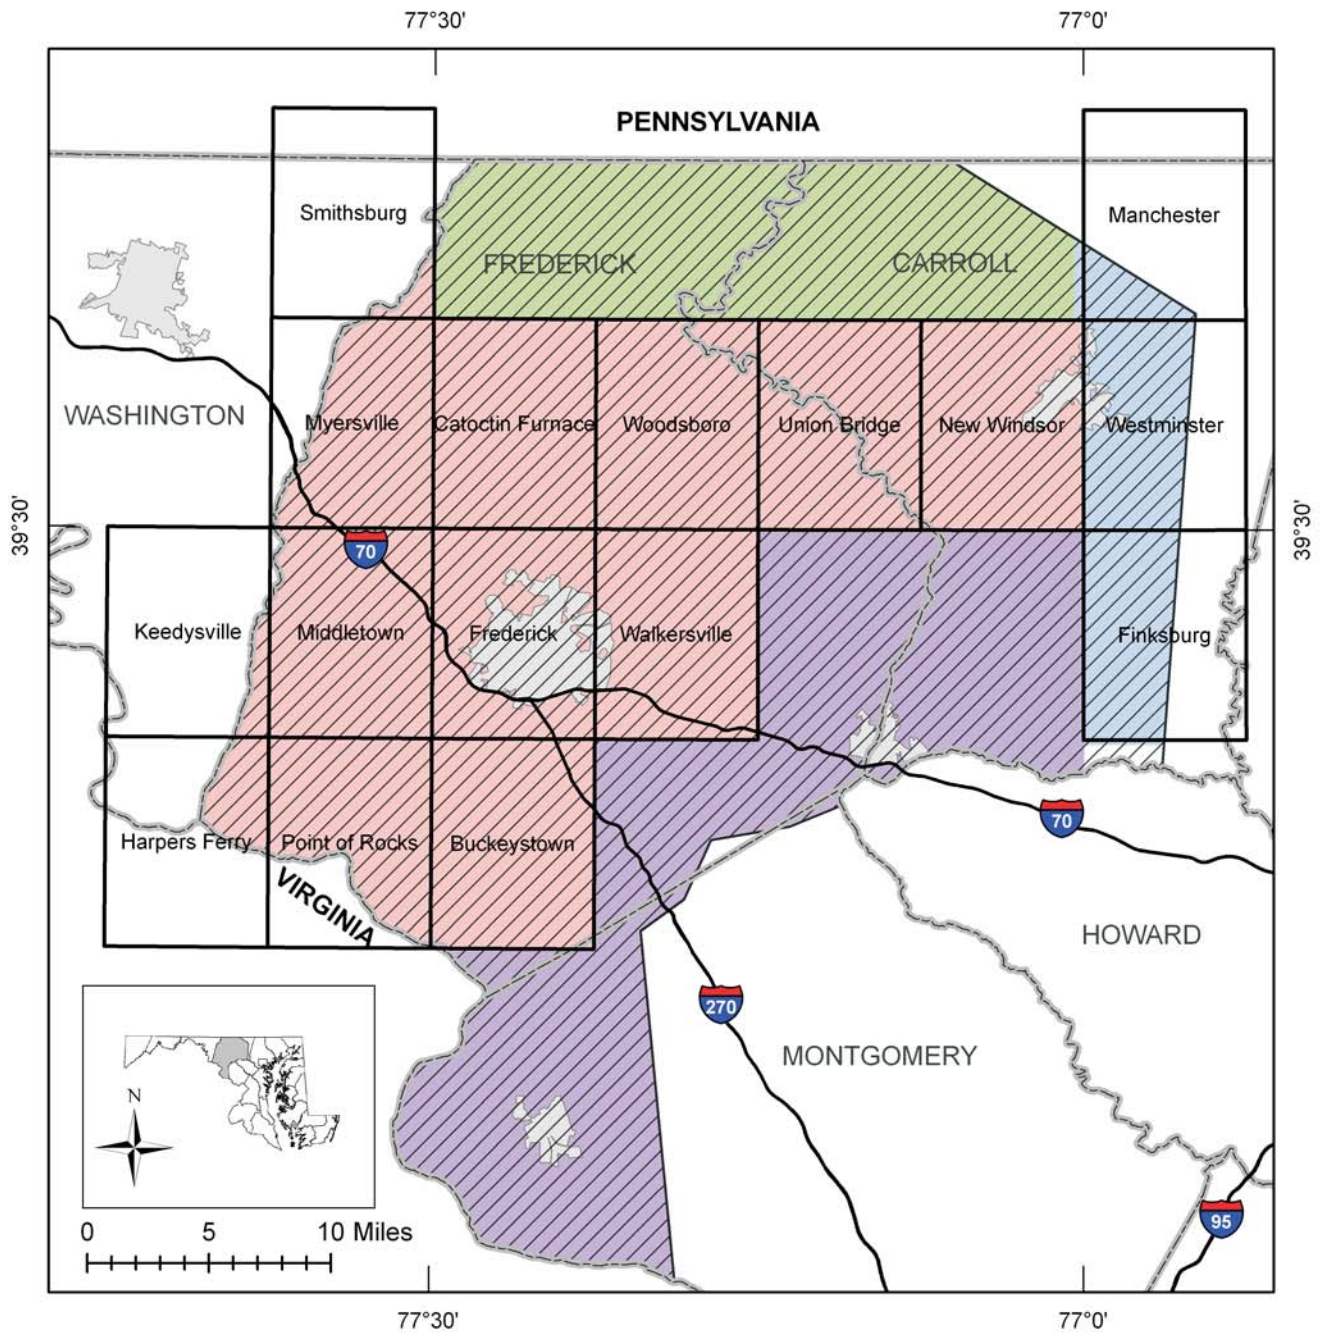 77°30'
77°0'
PENNSYLVANIA
Smithsburg
Manchester
FREDERICK
CARROLL
WASHINGTON
Myersville
Catoctin Furnace
Woodsboro
Union Bridge
New Windsor
Westminster
39°30'
39°30'
70
Keedysville
Middletown
Frederick
Walkersville
Finksburg
70
Harpers Ferry
Point of Rocks
Buckeystown
VIRGINIA
HOWARD
270
MONTGOMERY
N
95
0 5 10 Miles
77°30'
77°0'